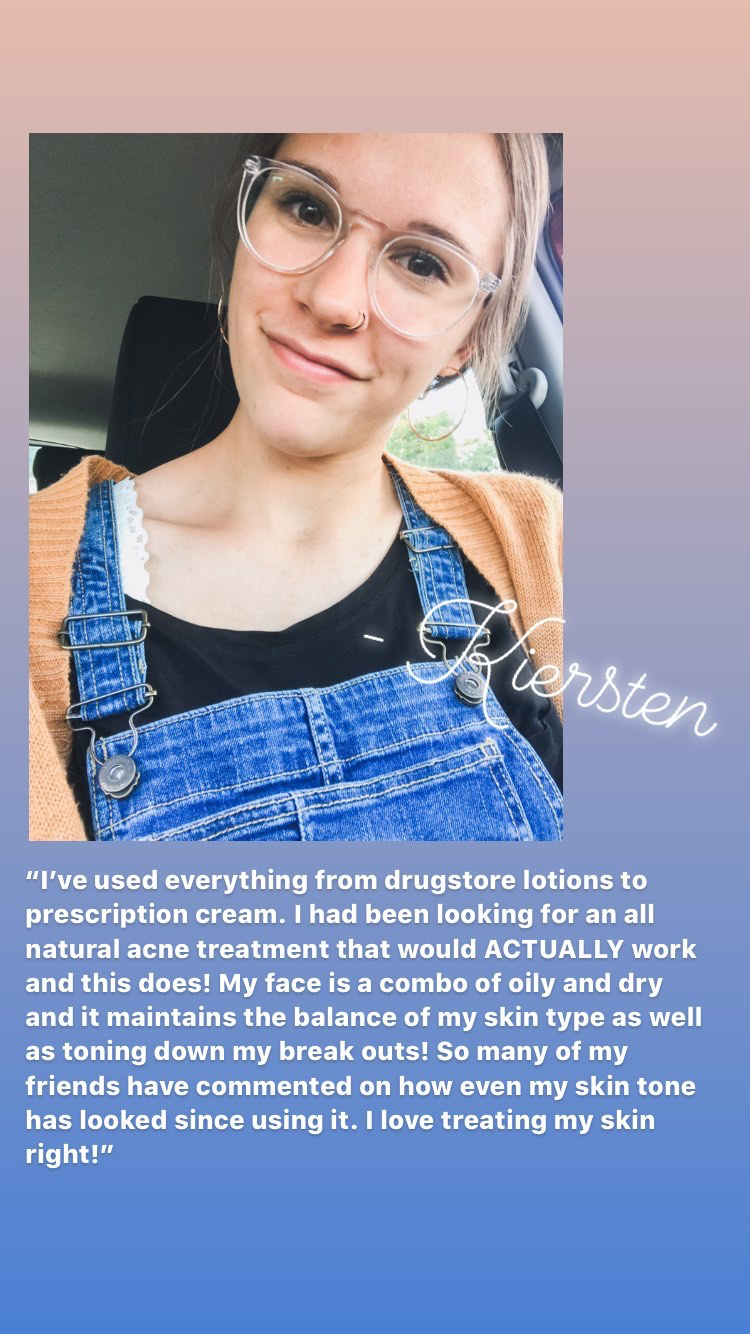 - Kiersten
“I’ve used everything from drugstore lotions to
prescription cream. I had been looking for an all
natural acne treatment that would ACTUALLY work
and this does! My face is a combo of oily and dry
and it maintains the balance of my skin type as well
as toning down my break outs! So many of my
friends have commented on how even my skin tone
has looked since using it. I love treating my skin
right!”